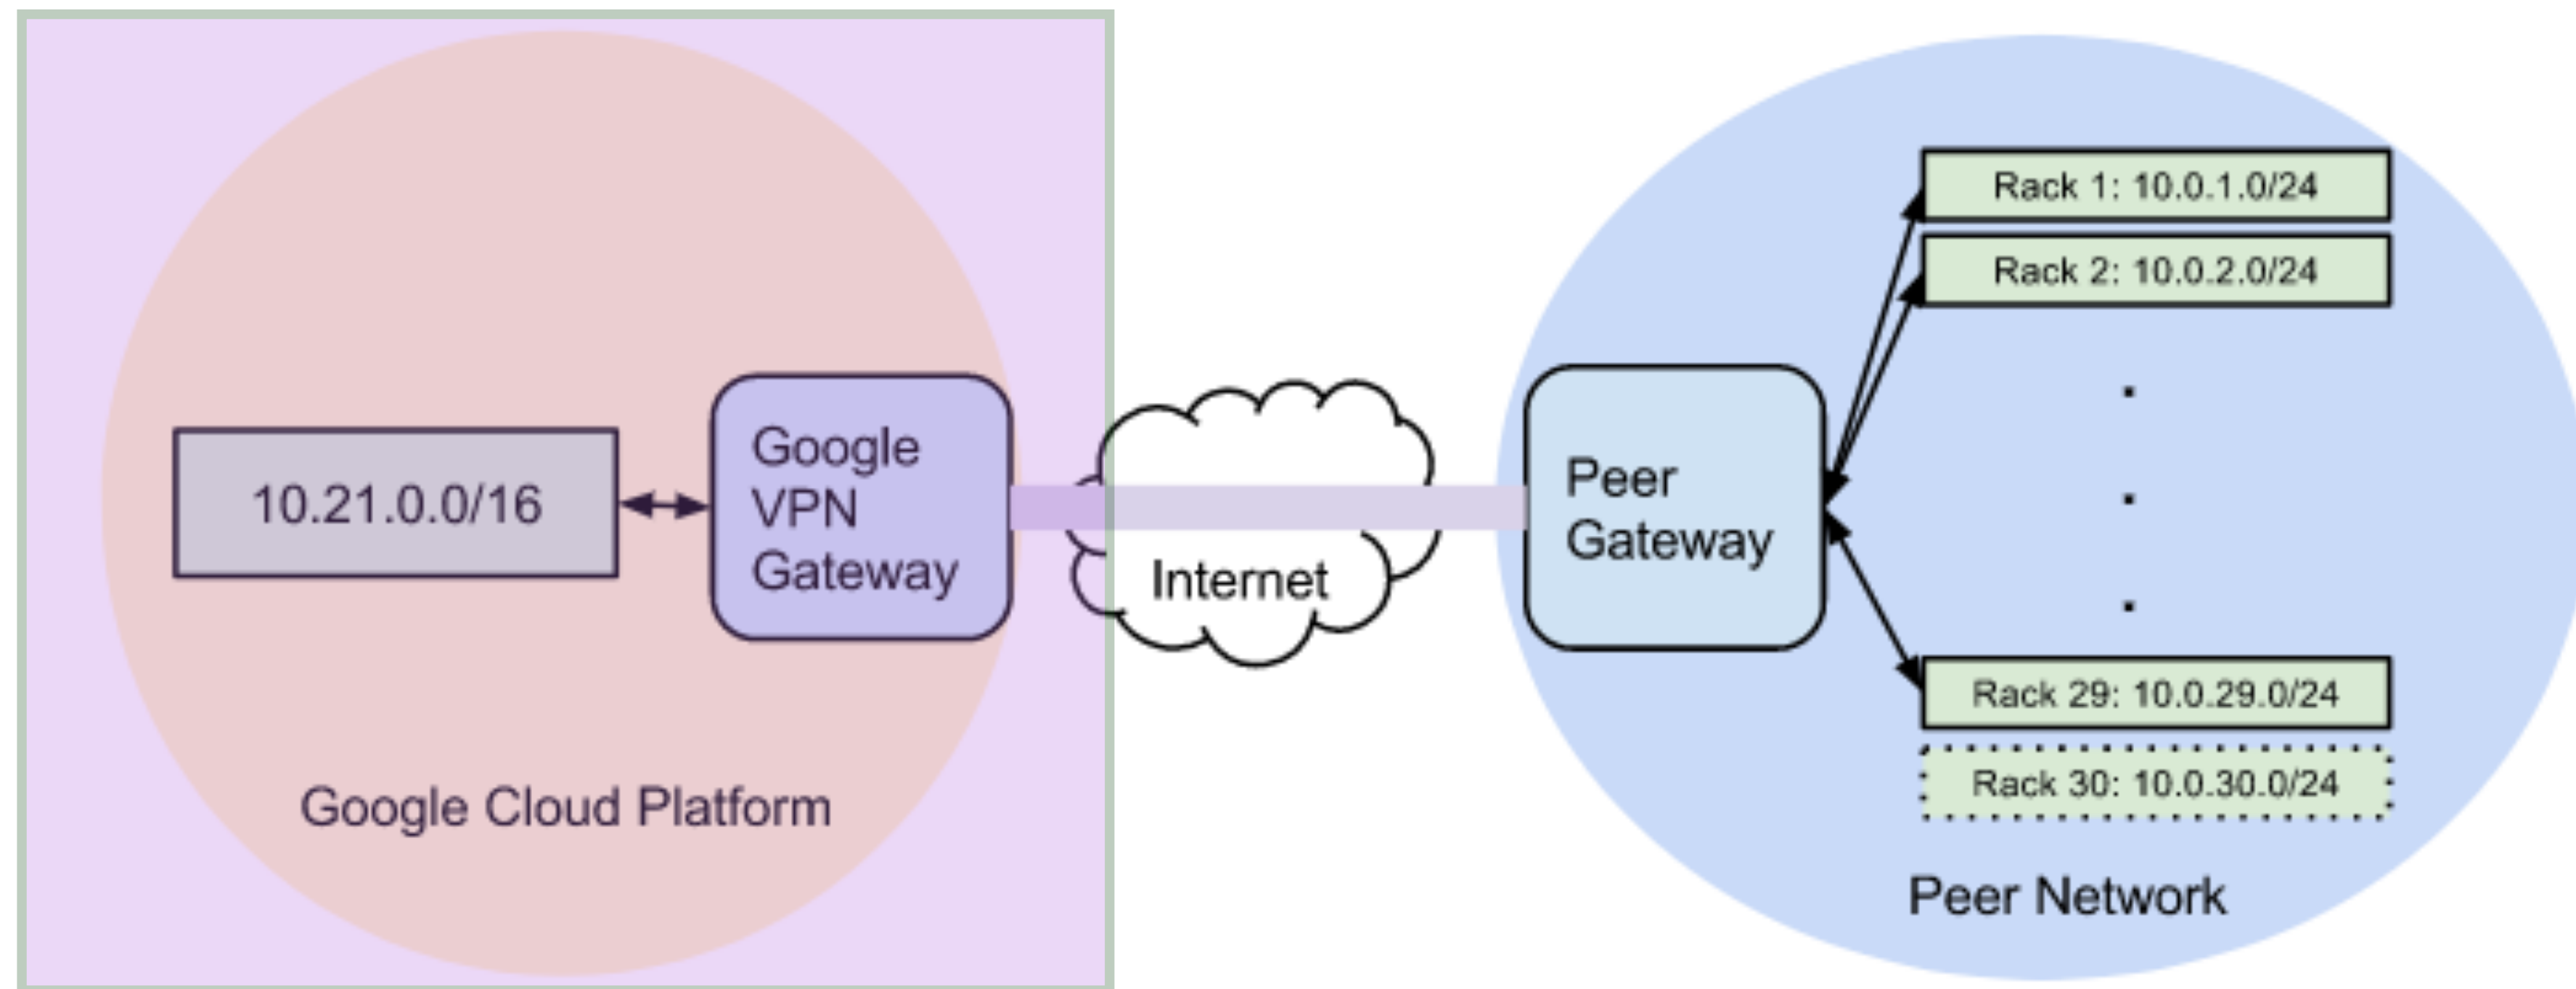 10.21.0.0/16
Google
VPN
Gateway
Google Cloud Platform
Internet
Peer
Gateway
Rack 1: 10.0.1.0/24
Rack 2: 10.0.2.0/24
.
.
.
Rack 29: 10.0.29.0/24
Rack 30: 10.0.30.0/24
Peer Network